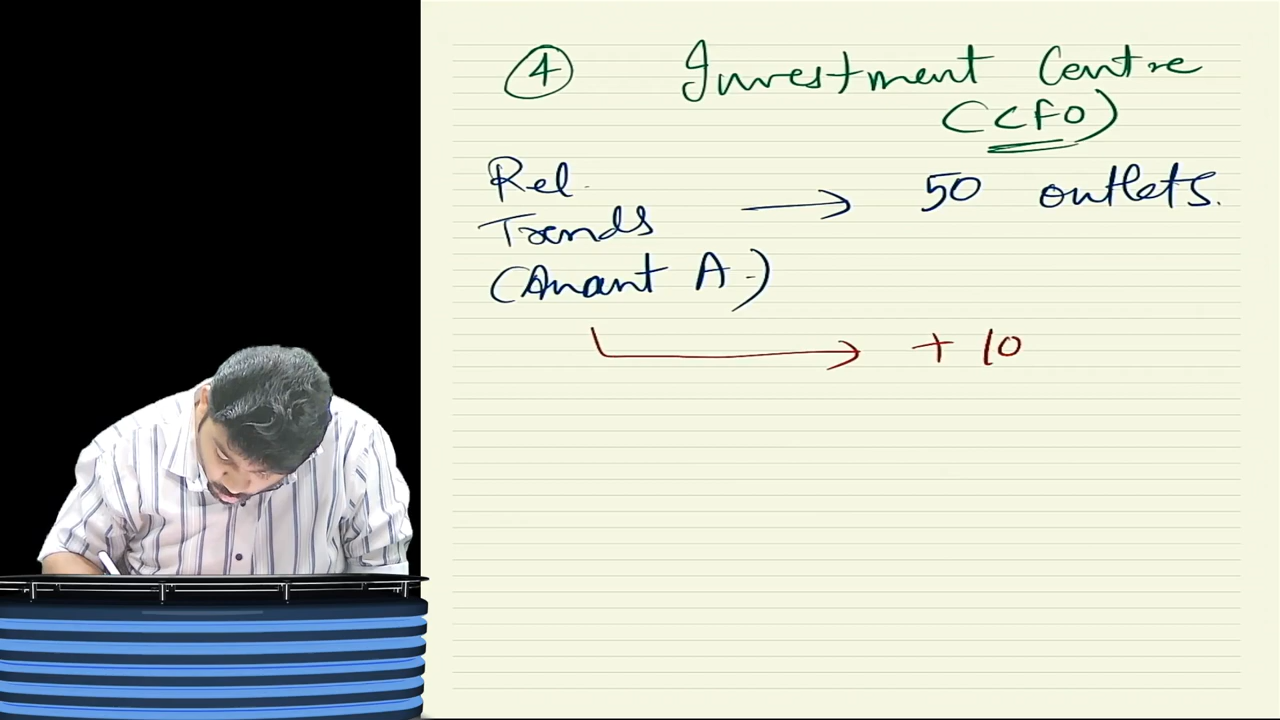 4 Investment Centre
(CFO)
Rel.
Trends → 50 outlets.
(Anant A.)
→ + 10